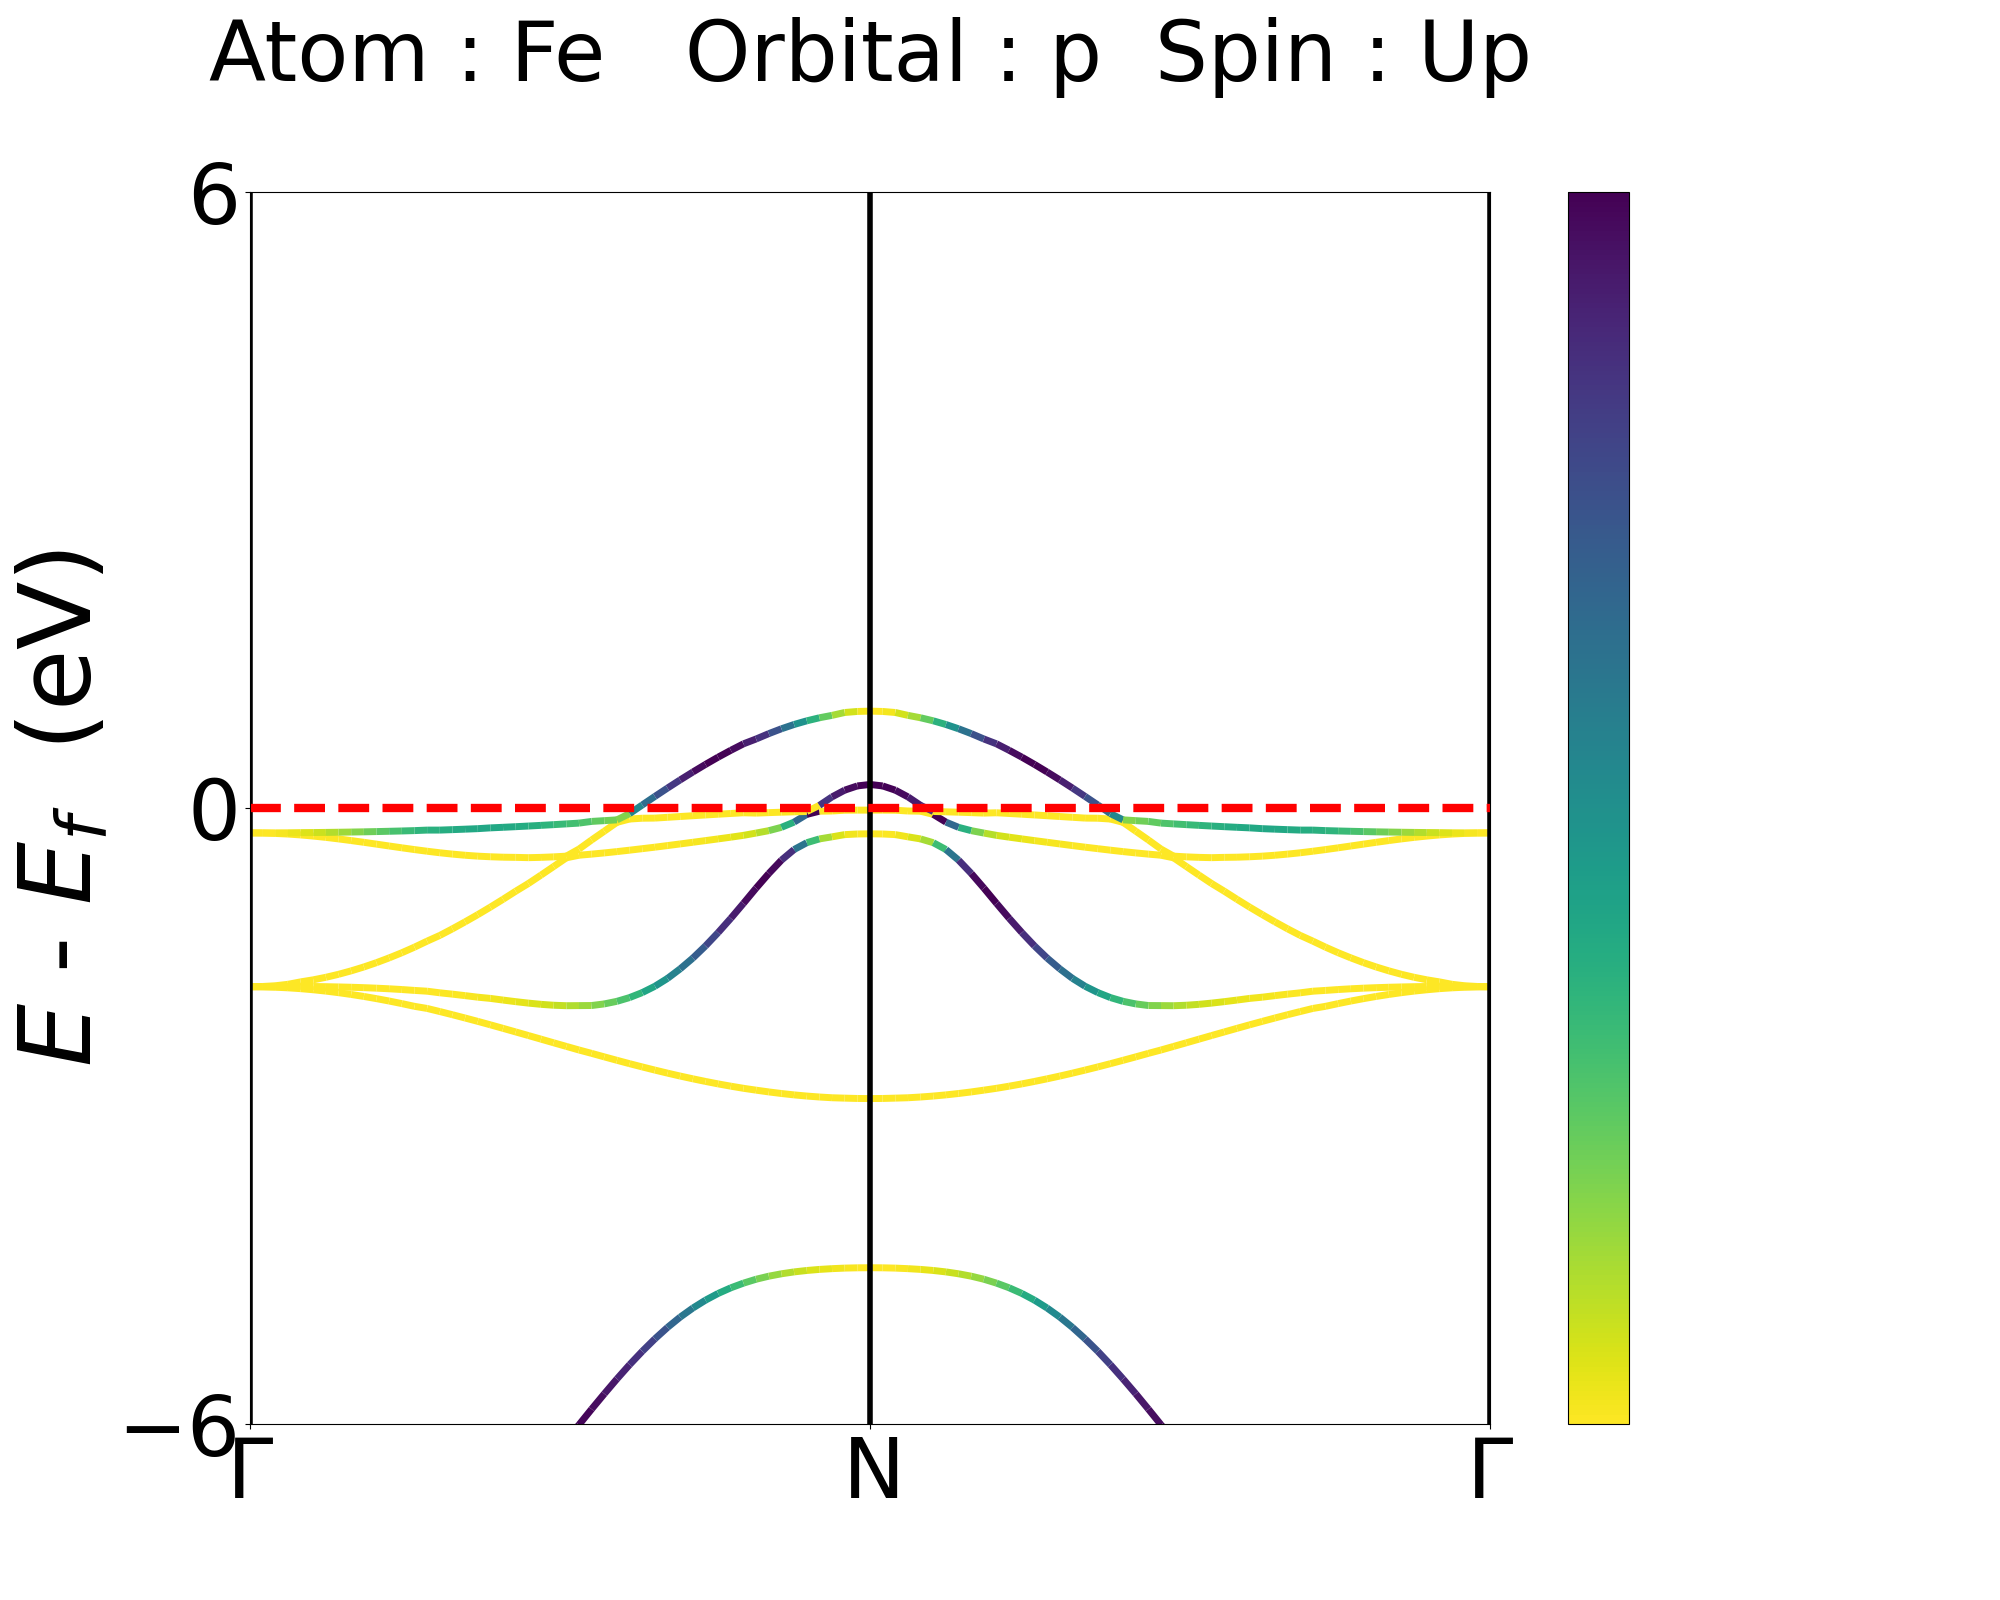 Atom : Fe Orbital : p Spin : Up
6
0
−6
E - E_f (eV)
Γ N Γ